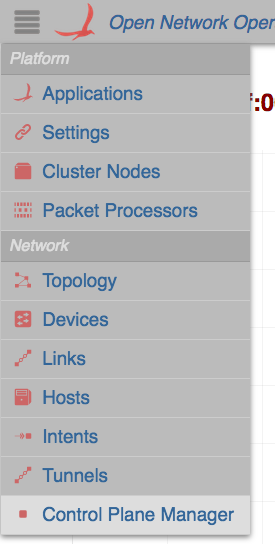 Open Network Oper
Platform
Applications
Settings
Cluster Nodes
Packet Processors
Network
Topology
Devices
Links
Hosts
Intents
Tunnels
Control Plane Manager